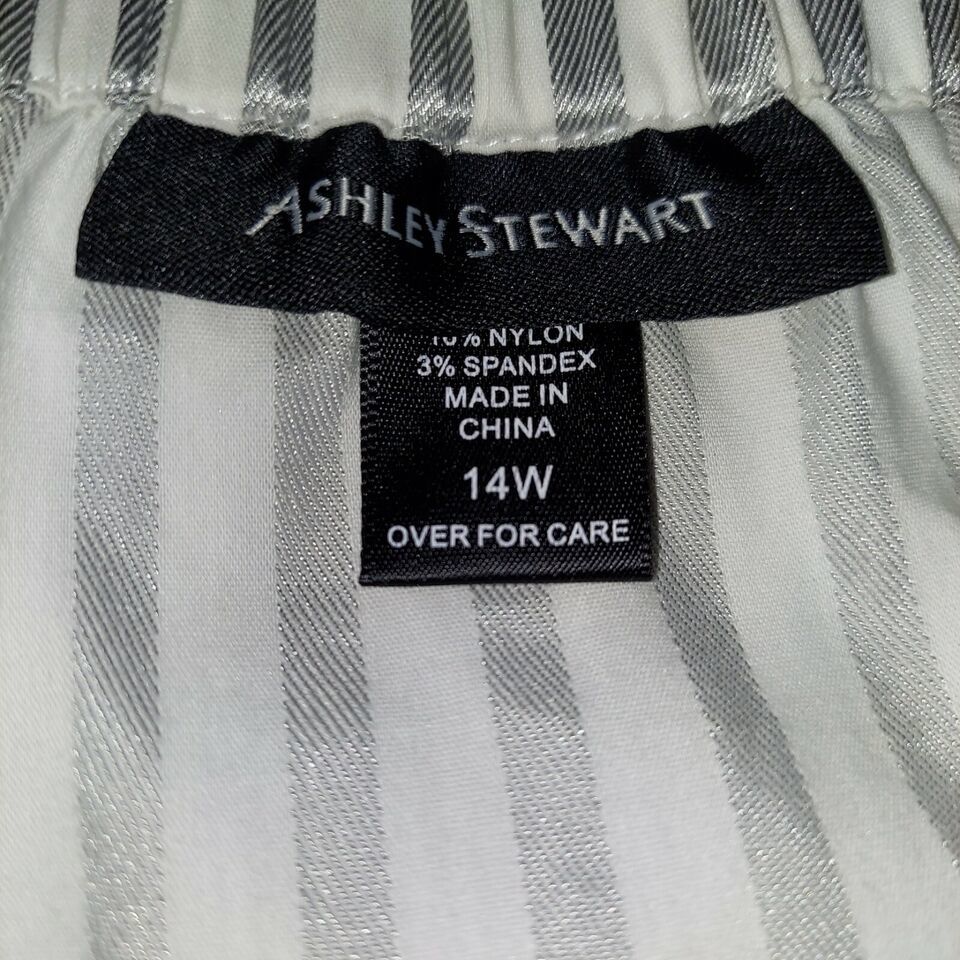 ASHLEY STEWART
% NYLON
3% SPANDEX
MADE IN
CHINA
14W
OVER FOR CARE